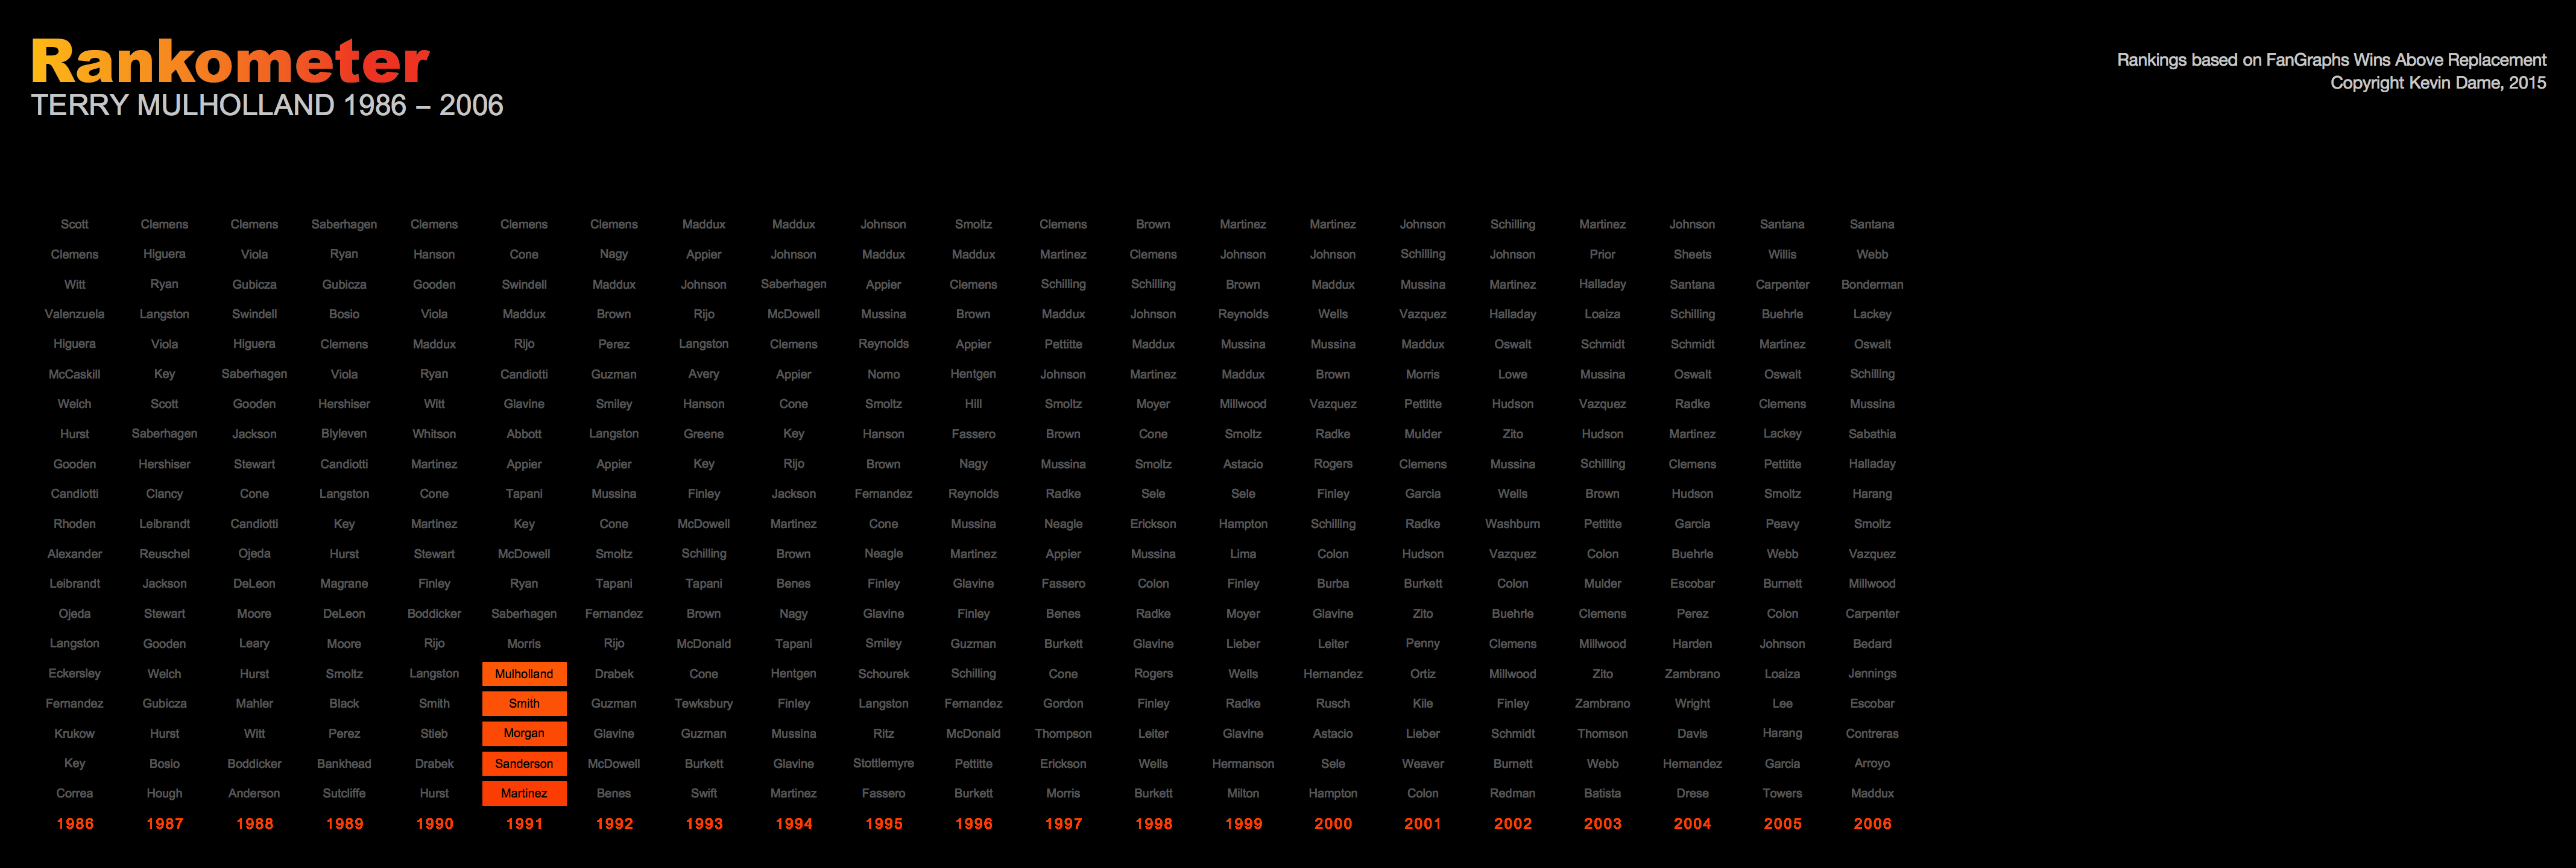 Rankometer
TERRY MULHOLLAND 1986 – 2006
Rankings based on FanGraphs Wins Above Replacement
Copyright Kevin Dame, 2015
Scott Clemens Clemens Saberhagen Clemens Clemens Clemens Maddux Maddux Johnson Smoltz Clemens Brown Martinez Martinez Johnson Schilling Martinez Johnson Santana Santana
Clemens Higuera Viola Ryan Hanson Cone Nagy Appier Johnson Maddux Maddux Martinez Clemens Johnson Johnson Schilling Johnson Prior Sheets Willis Webb
Witt Ryan Gubicza Gubicza Gooden Swindell Maddux Johnson Saberhagen Appier Clemens Schilling Schilling Brown Maddux Mussina Martinez Halladay Santana Carpenter Bonderman
Valenzuela Langston Swindell Bosio Viola Maddux Brown Rijo McDowell Mussina Brown Maddux Johnson Reynolds Wells Vazquez Halladay Loaiza Schilling Buehrle Lackey
Higuera Viola Higuera Clemens Maddux Rijo Perez Langston Clemens Reynolds Appier Pettitte Maddux Mussina Mussina Maddux Oswalt Schmidt Schmidt Martinez Oswalt
McCaskill Key Saberhagen Viola Ryan Candiotti Guzman Avery Appier Nomo Hentgen Johnson Martinez Maddux Brown Morris Lowe Mussina Oswalt Oswalt Schilling
Welch Scott Gooden Hershiser Witt Glavine Smiley Hanson Cone Smoltz Hill Smoltz Moyer Millwood Vazquez Pettitte Hudson Vazquez Radke Clemens Mussina
Hurst Saberhagen Jackson Blyleven Whitson Abbott Langston Greene Key Hanson Fassero Brown Cone Smoltz Radke Mulder Zito Hudson Martinez Lackey Sabathia
Gooden Hershiser Stewart Candiotti Martinez Appier Appier Key Rijo Brown Nagy Mussina Smoltz Astacio Rogers Clemens Mussina Schilling Clemens Pettitte Halladay
Candiotti Clancy Cone Langston Cone Tapani Mussina Finley Jackson Fernandez Reynolds Radke Sele Sele Finley Garcia Wells Brown Hudson Smoltz Harang
Rhoden Leibrandt Candiotti Key Martinez Key Cone McDowell Martinez Cone Mussina Neagle Erickson Hampton Schilling Radke Washburn Pettitte Garcia Peavy Smoltz
Alexander Reuschel Ojeda Hurst Stewart McDowell Smoltz Schilling Brown Neagle Martinez Appier Mussina Lima Colon Hudson Vazquez Colon Buehrle Webb Vazquez
Leibrandt Jackson DeLeon Magrane Finley Ryan Tapani Tapani Benes Finley Glavine Fassero Colon Finley Burba Burkett Colon Mulder Escobar Burnett Millwood
Ojeda Stewart Moore DeLeon Boddicker Saberhagen Fernandez Brown Nagy Glavine Finley Benes Radke Moyer Glavine Zito Buehrle Clemens Perez Colon Carpenter
Langston Gooden Leary Moore Rijo Morris Rijo McDonald Tapani Smiley Guzman Burkett Glavine Lieber Leiter Penny Clemens Millwood Harden Johnson Bedard
Eckersley Welch Hurst Smoltz Langston Mulholland Drabek Cone Hentgen Schourek Schilling Cone Rogers Wells Hernandez Ortiz Millwood Zito Zambrano Loaiza Jennings
Fernandez Gubicza Mahler Black Smith Smith Guzman Tewksbury Finley Langston Fernandez Gordon Finley Radke Rusch Kile Finley Zambrano Wright Lee Escobar
Krukow Hurst Witt Perez Stieb Morgan Glavine Guzman Mussina Ritz McDonald Thompson Leiter Glavine Astacio Lieber Schmidt Thomson Davis Harang Contreras
Key Bosio Boddicker Bankhead Drabek Sanderson McDowell Burkett Glavine Stottlemyre Pettitte Erickson Wells Hermanson Sele Weaver Burnett Webb Hernandez Garcia Arroyo
Correa Hough Anderson Sutcliffe Hurst Martinez Benes Swift Martinez Fassero Burkett Morris Burkett Milton Hampton Colon Redman Batista Drese Towers Maddux
1986 1987 1988 1989 1990 1991 1992 1993 1994 1995 1996 1997 1998 1999 2000 2001 2002 2003 2004 2005 2006